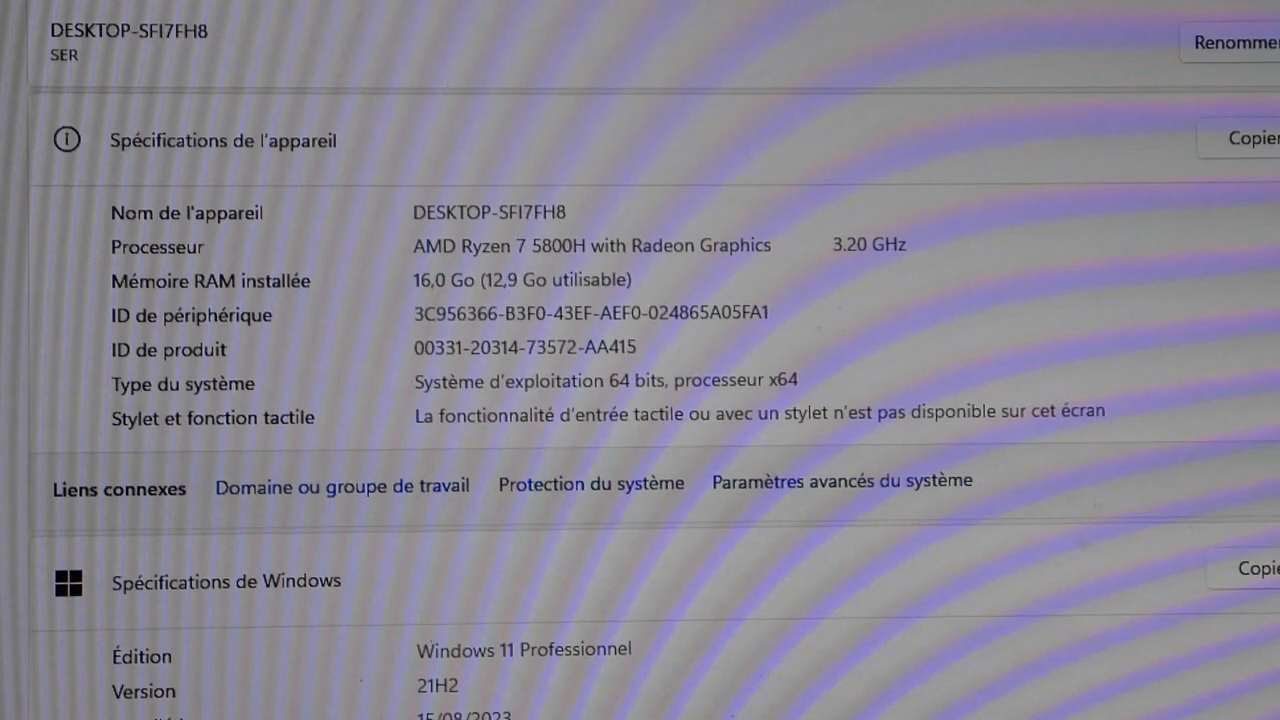 DESKTOP-SFI7FH8
SER
Renommer
Spécifications de l'appareil
Copier
Nom de l'appareil DESKTOP-SFI7FH8
Processeur AMD Ryzen 7 5800H with Radeon Graphics 3.20 GHz
Mémoire RAM installée 16,0 Go (12,9 Go utilisable)
ID de périphérique 3C956366-B3F0-43EF-AEF0-024865A05FA1
ID de produit 00331-20314-73572-AA415
Type du système Système d'exploitation 64 bits, processeur x64
Stylet et fonction tactile La fonctionnalité d'entrée tactile ou avec un stylet n'est pas disponible sur cet écran
Liens connexes Domaine ou groupe de travail Protection du système Paramètres avancés du système
Spécifications de Windows
Copie
Édition Windows 11 Professionnel
Version 21H2
15/08/2023